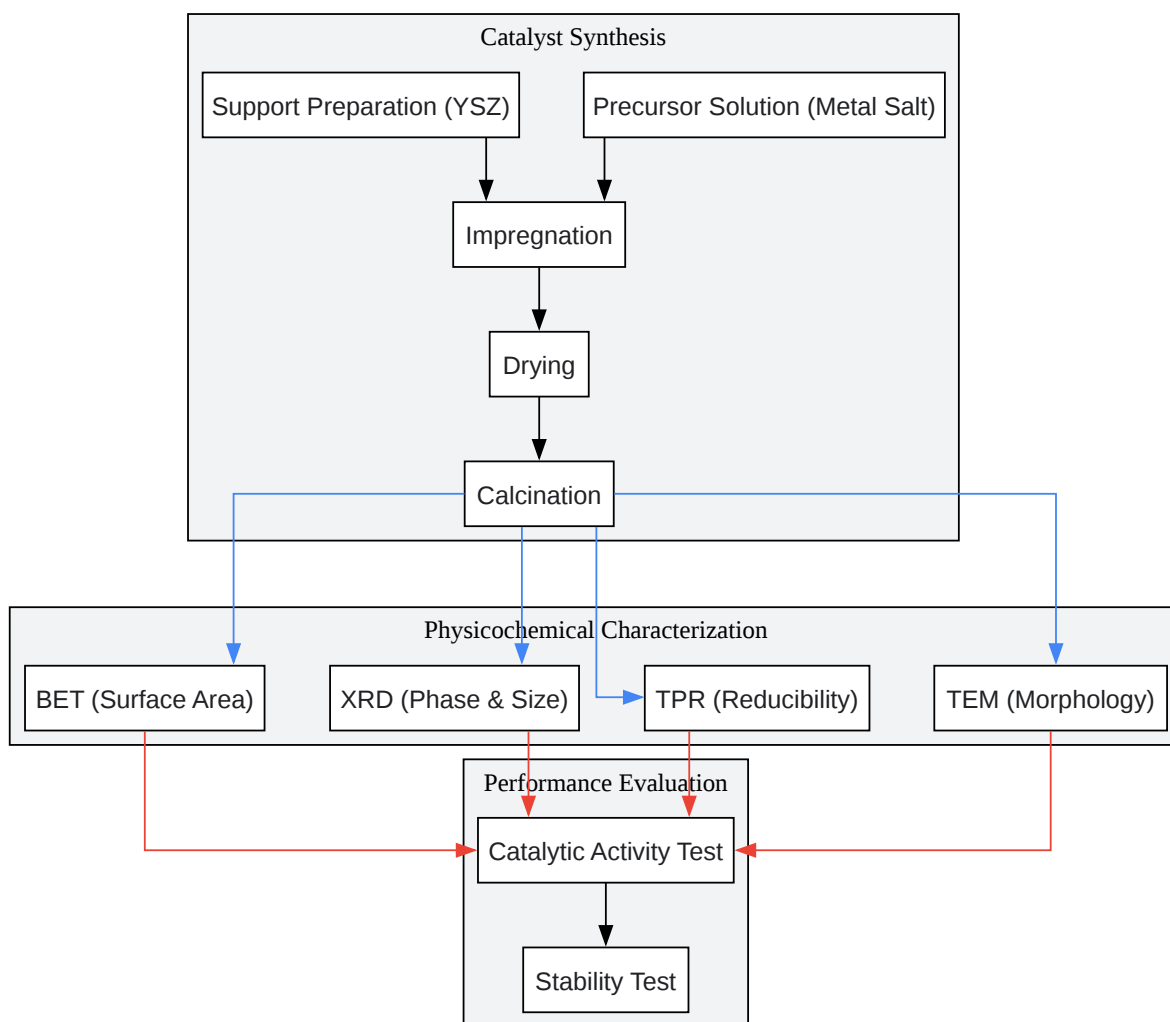 Catalyst Synthesis
Support Preparation (YSZ)
Precursor Solution (Metal Salt)
Impregnation
Drying
Calcination
Physicochemical Characterization
BET (Surface Area)
XRD (Phase & Size)
TPR (Reducibility)
TEM (Morphology)
Performance Evaluation
Catalytic Activity Test
Stability Test